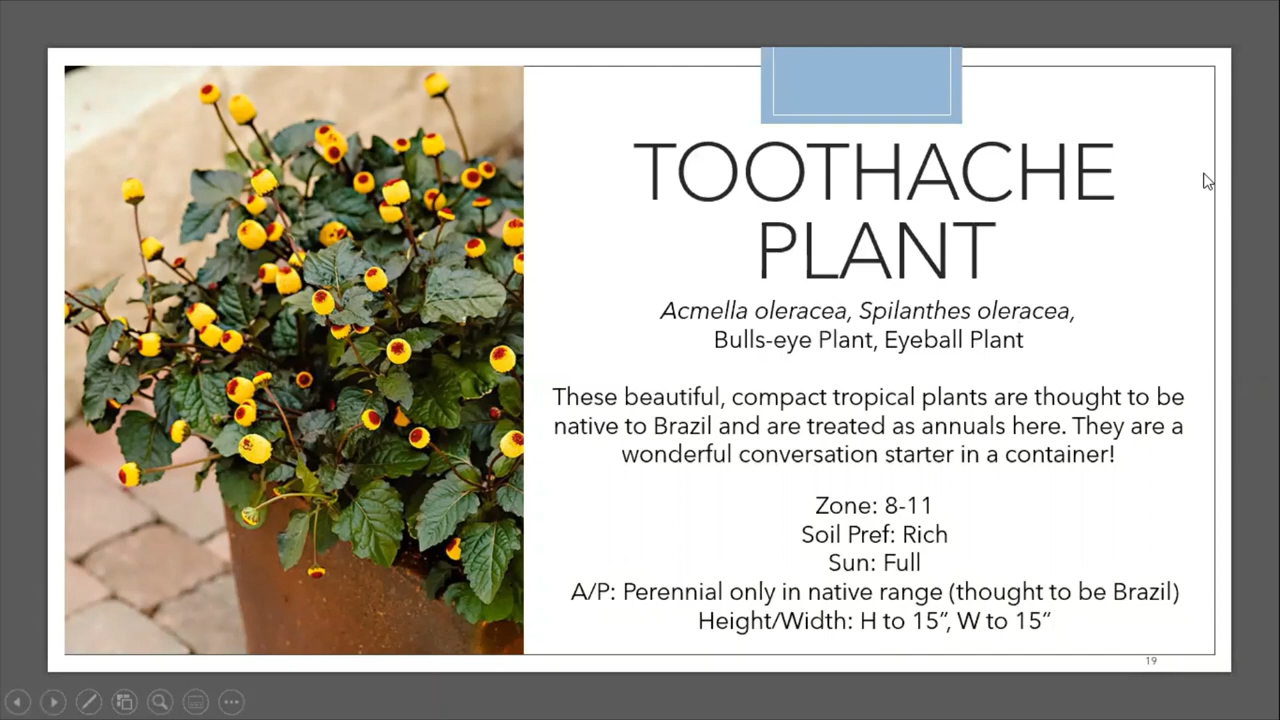 TOOTHACHE
PLANT
Acmella oleracea, Spilanthes oleracea,
Bulls-eye Plant, Eyeball Plant
These beautiful, compact tropical plants are thought to be
native to Brazil and are treated as annuals here. They are a
wonderful conversation starter in a container!
Zone: 8-11
Soil Pref: Rich
Sun: Full
A/P: Perennial only in native range (thought to be Brazil)
Height/Width: H to 15”, W to 15“
19